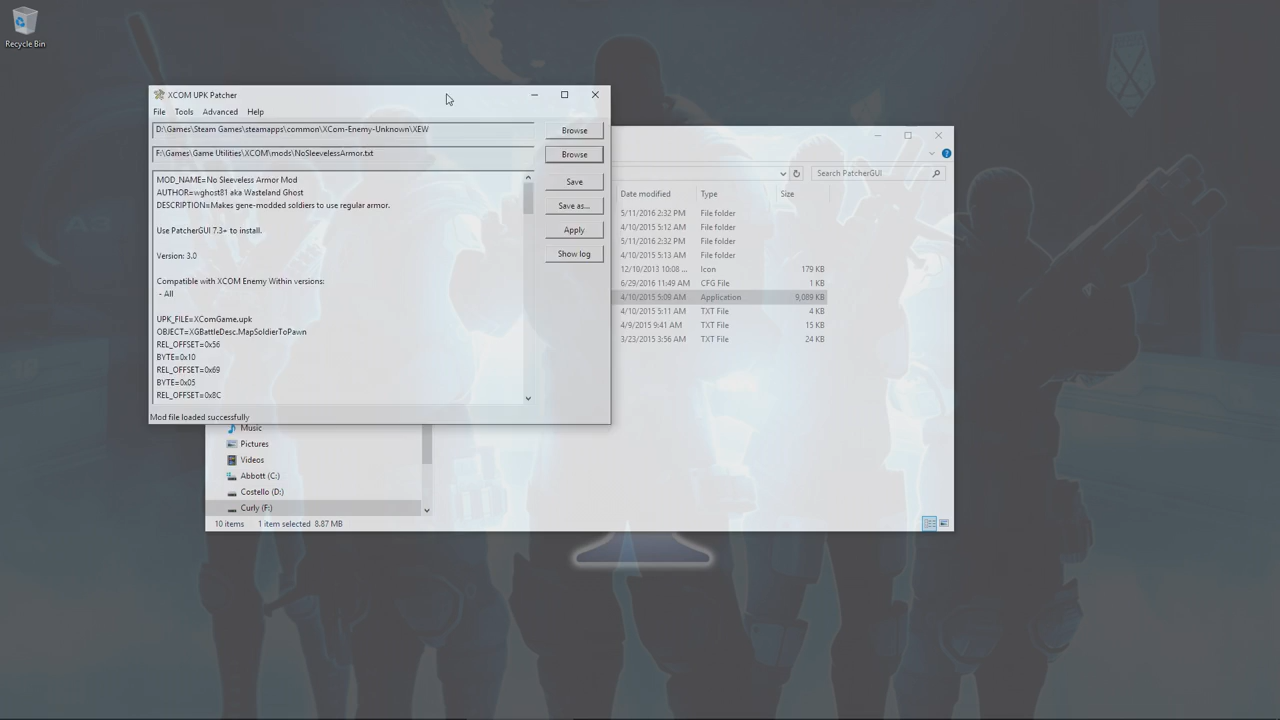 Recycle Bin
XCOM UPK Patcher
File Tools Advanced Help
D:\Games\Steam Games\steamapps\common\XCom-Enemy-Unknown\XEW
Browse
F:\Games\Game Utilities\XCOM\mods\NoSleevelessArmor.txt
Browse
MOD_NAME=No Sleeveless Armor Mod
AUTHOR=wghost81 aka Wasteland Ghost
DESCRIPTION=Makes gene-modded soldiers to use regular armor.
Use PatcherGUI 7.3+ to install.
Version: 3.0
Compatible with XCOM Enemy Within versions:
- All
UPK_FILE=XComGame.upk
OBJECT=XGBattleDesc.MapSoldierToPawn
REL_OFFSET=0x56
BYTE=0x10
REL_OFFSET=0x69
BYTE=0x05
REL_OFFSET=0x8C
Save
Save as...
Apply
Show log
Mod file loaded successfully
Search PatcherGUI
Date modified Type Size
5/11/2016 2:32 PM File folder
4/10/2015 5:12 AM File folder
5/11/2016 2:32 PM File folder
4/10/2015 5:13 AM File folder
12/10/2013 10:08 ... Icon 179 KB
6/29/2016 11:49 AM CFG File 1 KB
4/10/2015 5:09 AM Application 9,089 KB
4/10/2015 5:11 AM TXT File 4 KB
4/9/2015 9:41 AM TXT File 15 KB
3/23/2015 3:56 AM TXT File 24 KB
Music
Pictures
Videos
Abbott (C:)
Costello (D:)
Curly (F:)
10 items 1 item selected 8.87 MB